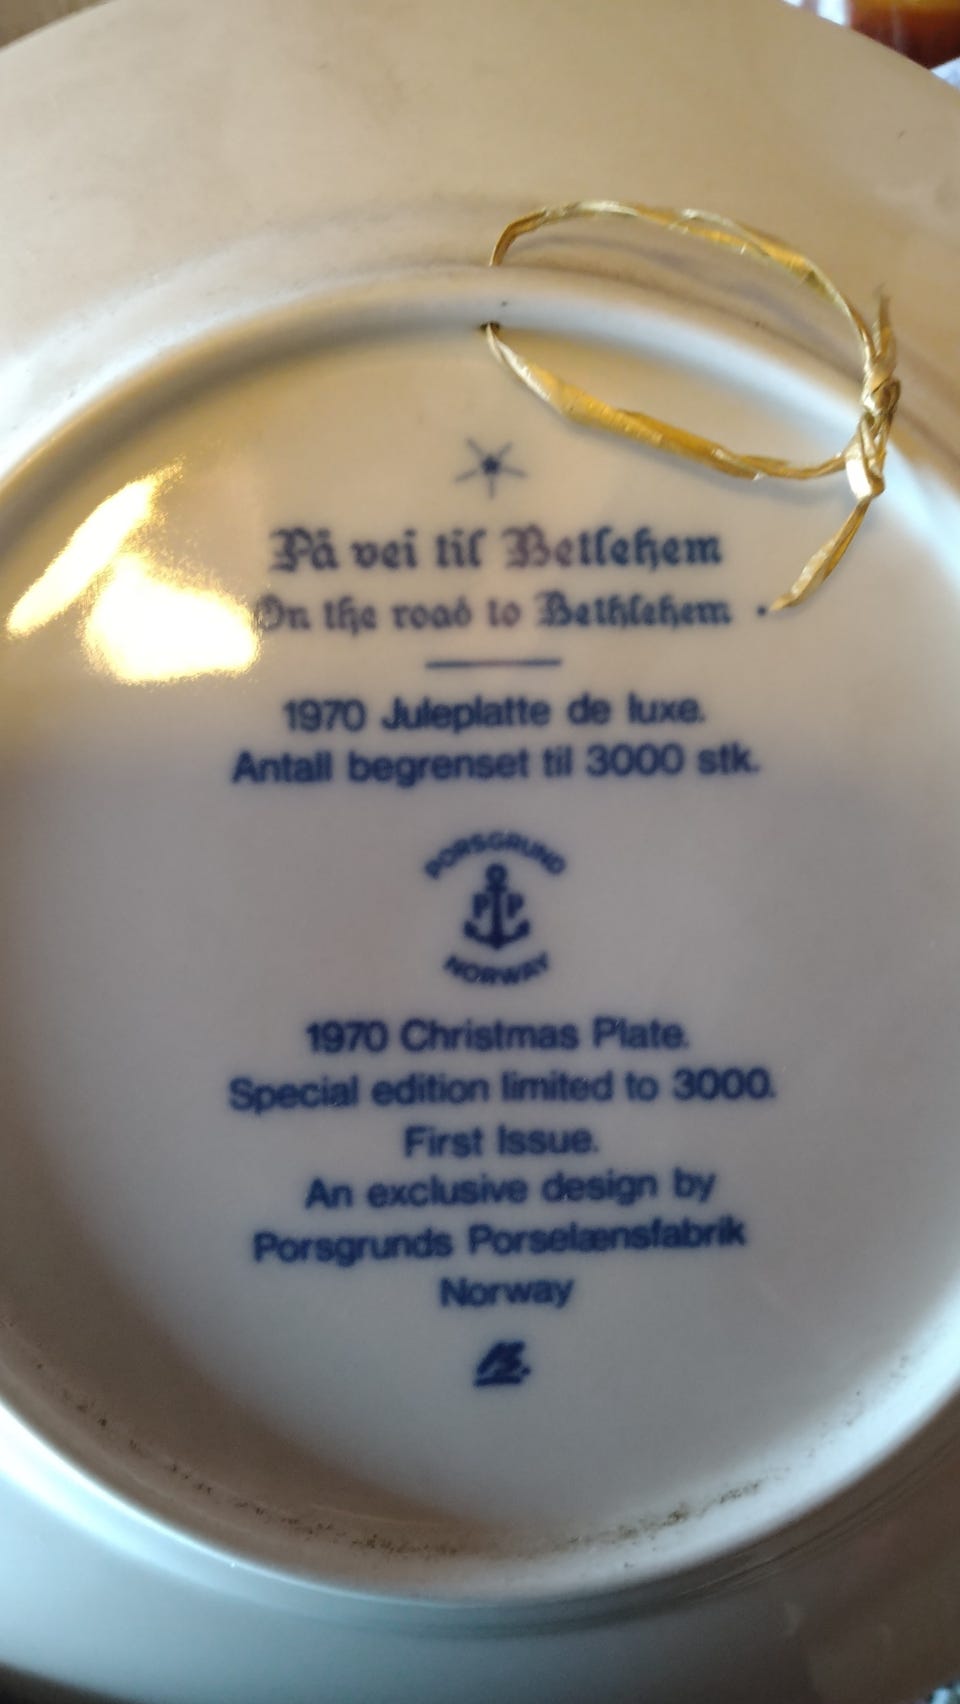 På vei til Betlehem
On the road to Bethlehem.
1970 Juleplatte de luxe.
Antall begrenset til 3000 stk.
PORSGRUND
PP
NORWAY
1970 Christmas Plate.
Special edition limited to 3000.
First Issue.
An exclusive design by
Porsgrunds Porselænsfabrik
Norway